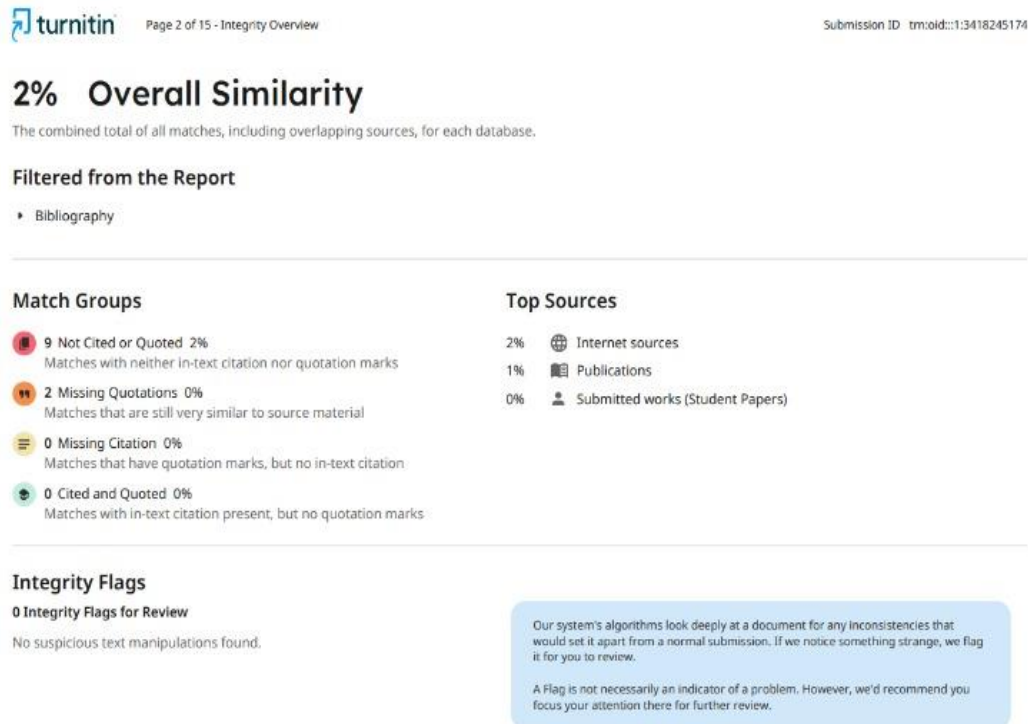 turnitin Page 2 of 15 - Integrity Overview Submission ID trn:oid:::1:3418245174
2% Overall Similarity
The combined total of all matches, including overlapping sources, for each database.
Filtered from the Report
Bibliography
Match Groups
9 Not Cited or Quoted 2%
Matches with neither in-text citation nor quotation marks
2 Missing Quotations 0%
Matches that are still very similar to source material
0 Missing Citation 0%
Matches that have quotation marks, but no in-text citation
0 Cited and Quoted 0%
Matches with in-text citation present, but no quotation marks
Top Sources
2% Internet sources
1% Publications
0% Submitted works (Student Papers)
Integrity Flags
0 Integrity Flags for Review
No suspicious text manipulations found.
Our system's algorithms look deeply at a document for any inconsistencies that
would set it apart from a normal submission. If we notice something strange, we flag
it for you to review.
A Flag is not necessarily an indicator of a problem. However, we'd recommend you
focus your attention there for further review.